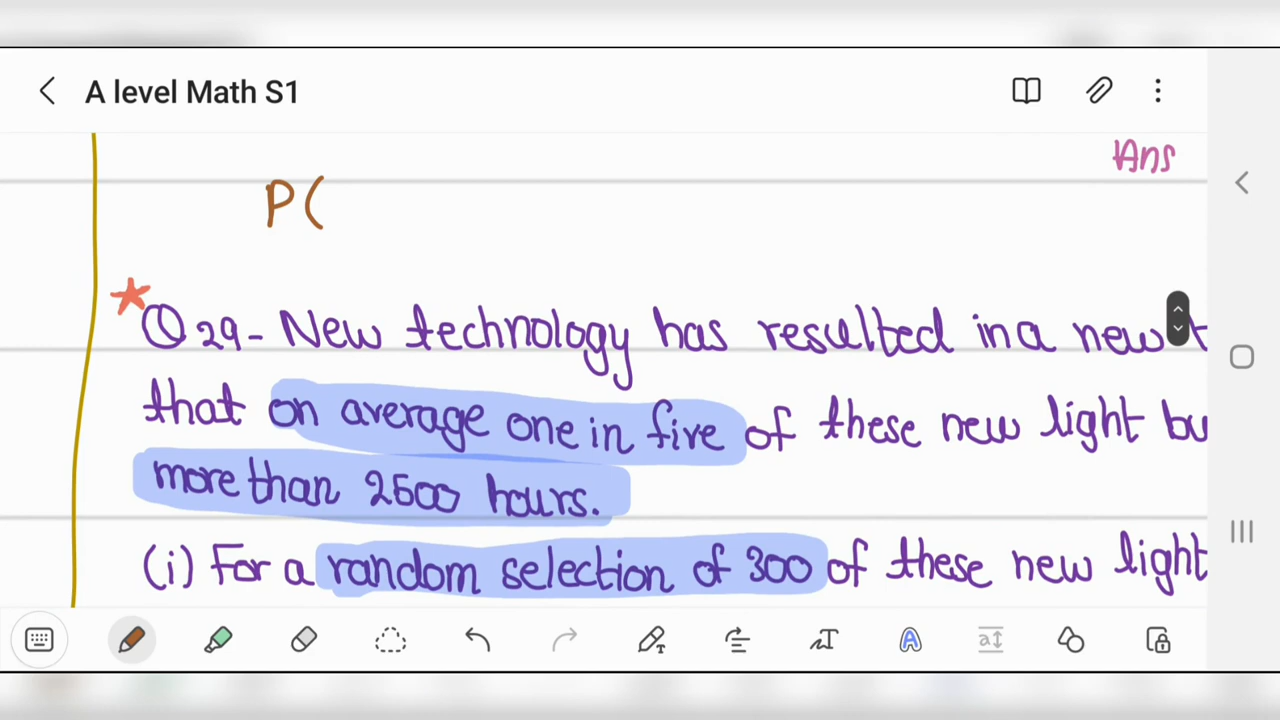 A level Math S1
Ans
P(
Q29- New technology has resulted in a new t
that on average one in five of these new light bu
more than 2500 hours.
(i) For a random selection of 300 of these new light